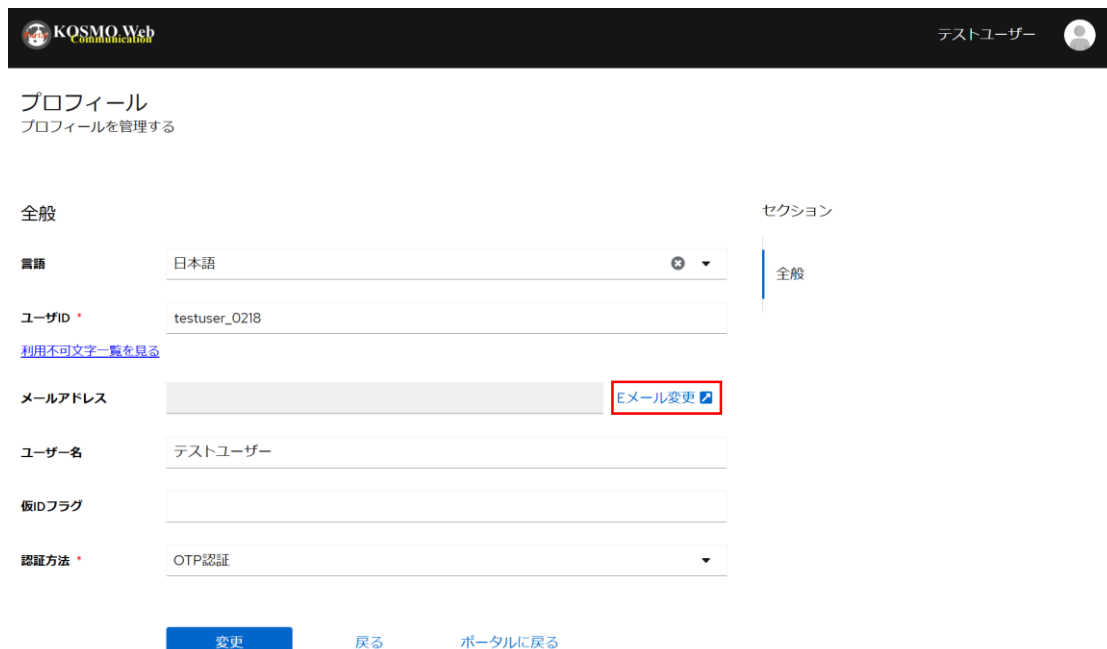 KOSMO Web
Communication
テストユーザー
プロフィール
プロフィールを管理する
全般
セクション
言語
日本語
全般
ユーザID *
testuser_0218
利用不可文字一覧を見る
メールアドレス
Eメール変更
ユーザー名
テストユーザー
仮IDフラグ
認証方法 *
OTP認証
変更
戻る
ポータルに戻る